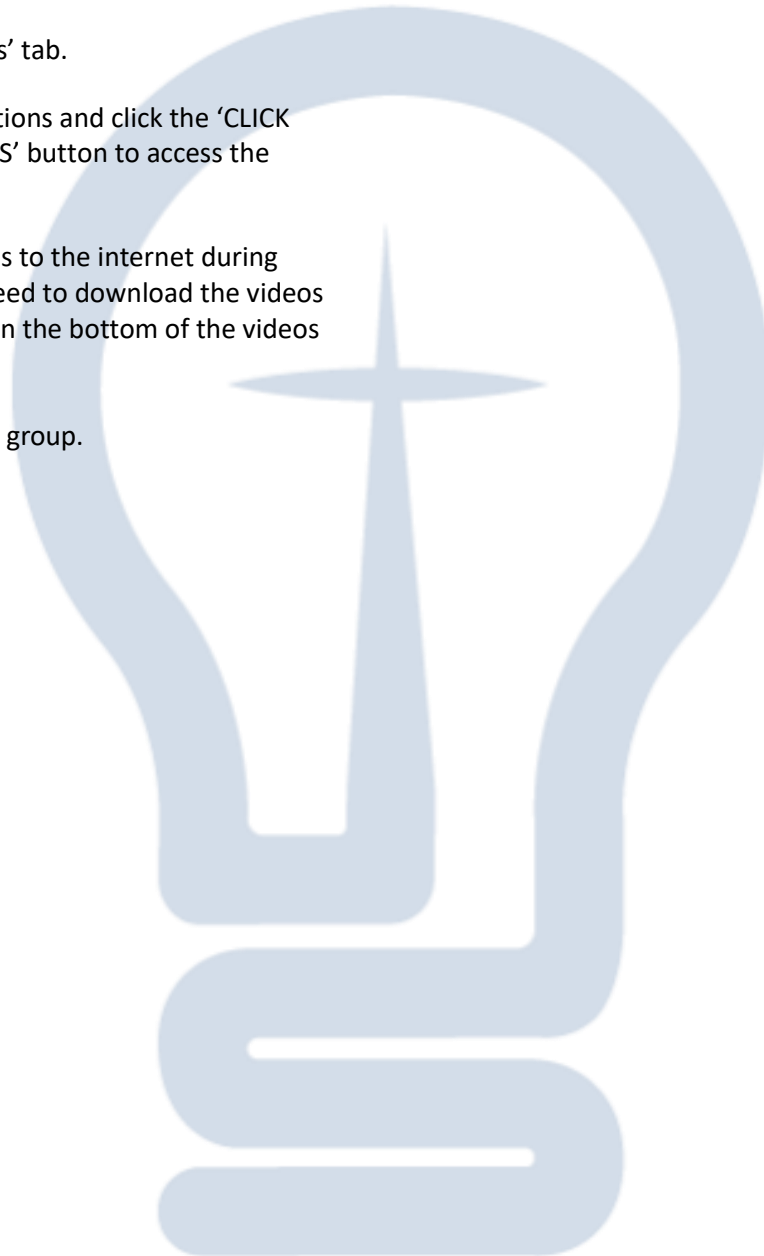 s’ tab.
tions and click the ‘CLICK
S’ button to access the
s to the internet during
eed to download the videos
n the bottom of the videos
group.